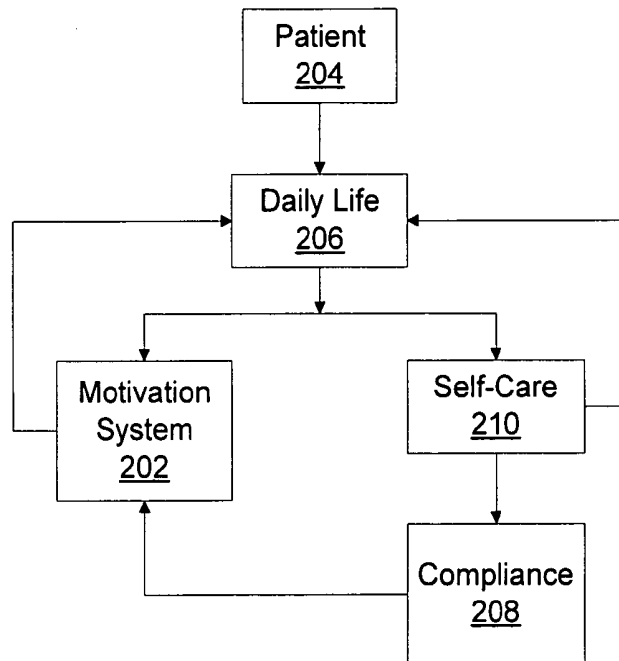 Patient
204
Daily Life
206
Motivation
System
202
Self-Care
210
Compliance
208